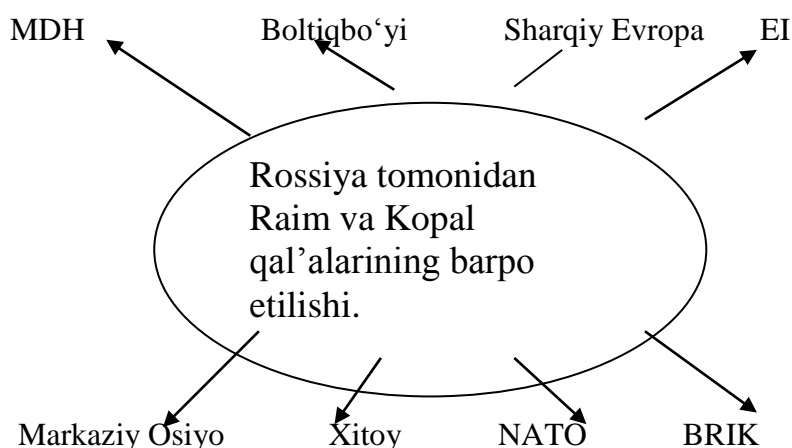 MDH Boltiqbo‘yi Sharqiy Evropa EI
Rossiya tomonidan
Raim va Kopal
qal’alarining barpo
etilishi.
Markaziy Osiyo Xitoy NATO BRIK